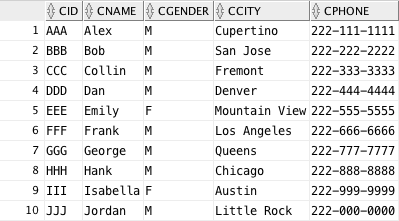 CID CNAME CGENDER CCITY CPHONE
1 AAA Alex M Cupertino 222-111-1111
2 BBB Bob M San Jose 222-222-2222
3 CCC Collin M Fremont 222-333-3333
4 DDD Dan M Denver 222-444-4444
5 EEE Emily F Mountain View 222-555-5555
6 FFF Frank M Los Angeles 222-666-6666
7 GGG George M Queens 222-777-7777
8 HHH Hank M Chicago 222-888-8888
9 III Isabella F Austin 222-999-9999
10 JJJ Jordan M Little Rock 222-000-0000